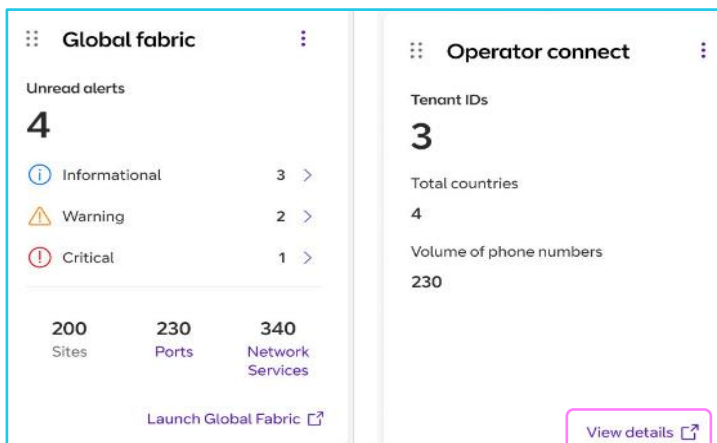 Global fabric
Unread alerts
4
Informational 3
Warning 2
Critical 1
200 230 340
Sites Ports Network
Services
Launch Global Fabric
Operator connect
Tenant IDs
3
Total countries
4
Volume of phone numbers
230
View details